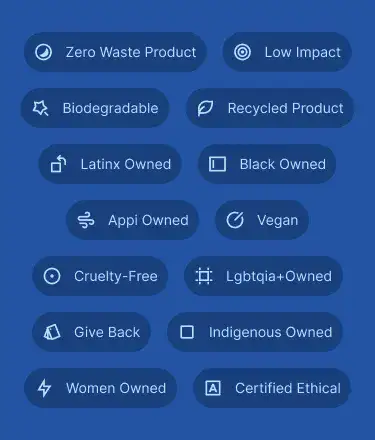 Zero Waste Product Low Impact
Biodegradable Recycled Product
Latinx Owned Black Owned
Appi Owned Vegan
Cruelty-Free Lgbtqia+Owned
Give Back Indigenous Owned
Women Owned Certified Ethical